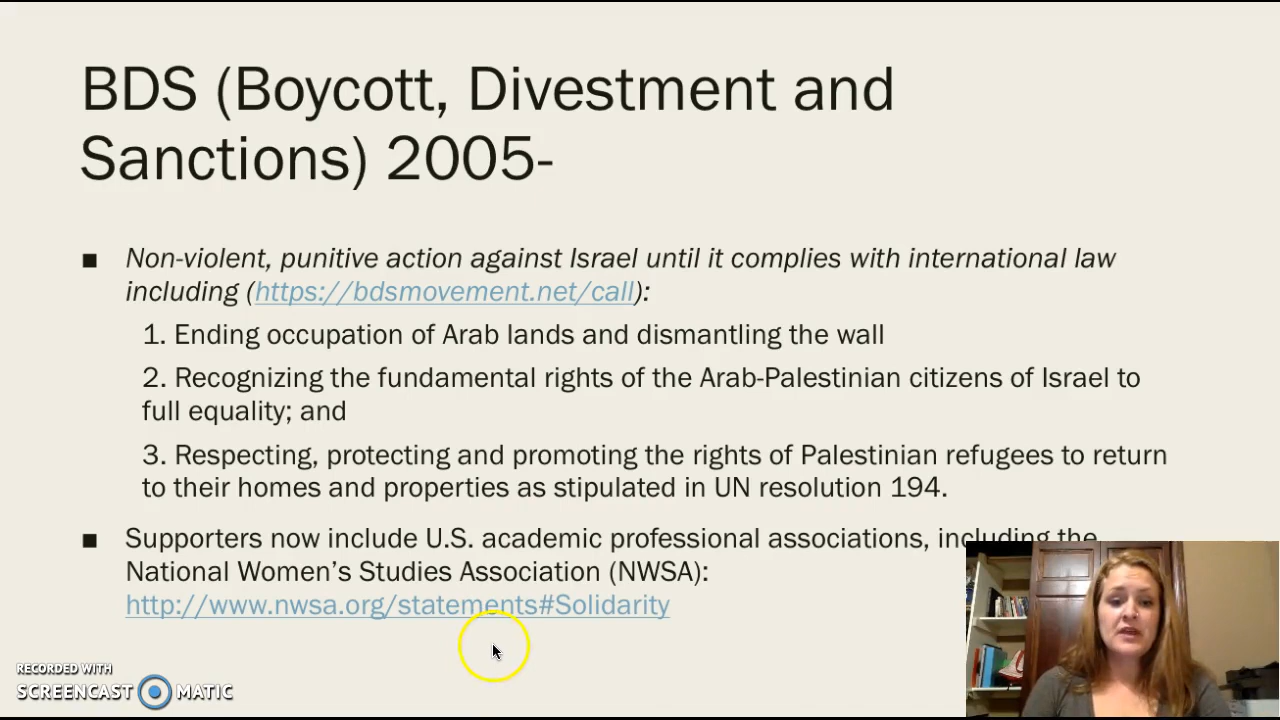 BDS (Boycott, Divestment and
Sanctions) 2005-
■ Non-violent, punitive action against Israel until it complies with international law
including (https://bdsmovement.net/call):
1. Ending occupation of Arab lands and dismantling the wall
2. Recognizing the fundamental rights of the Arab-Palestinian citizens of Israel to
full equality; and
3. Respecting, protecting and promoting the rights of Palestinian refugees to return
to their homes and properties as stipulated in UN resolution 194.
■ Supporters now include U.S. academic professional associations, including the
National Women's Studies Association (NWSA):
http://www.nwsa.org/statements#Solidarity
RECORDED WITH
SCREENCAST MATIC